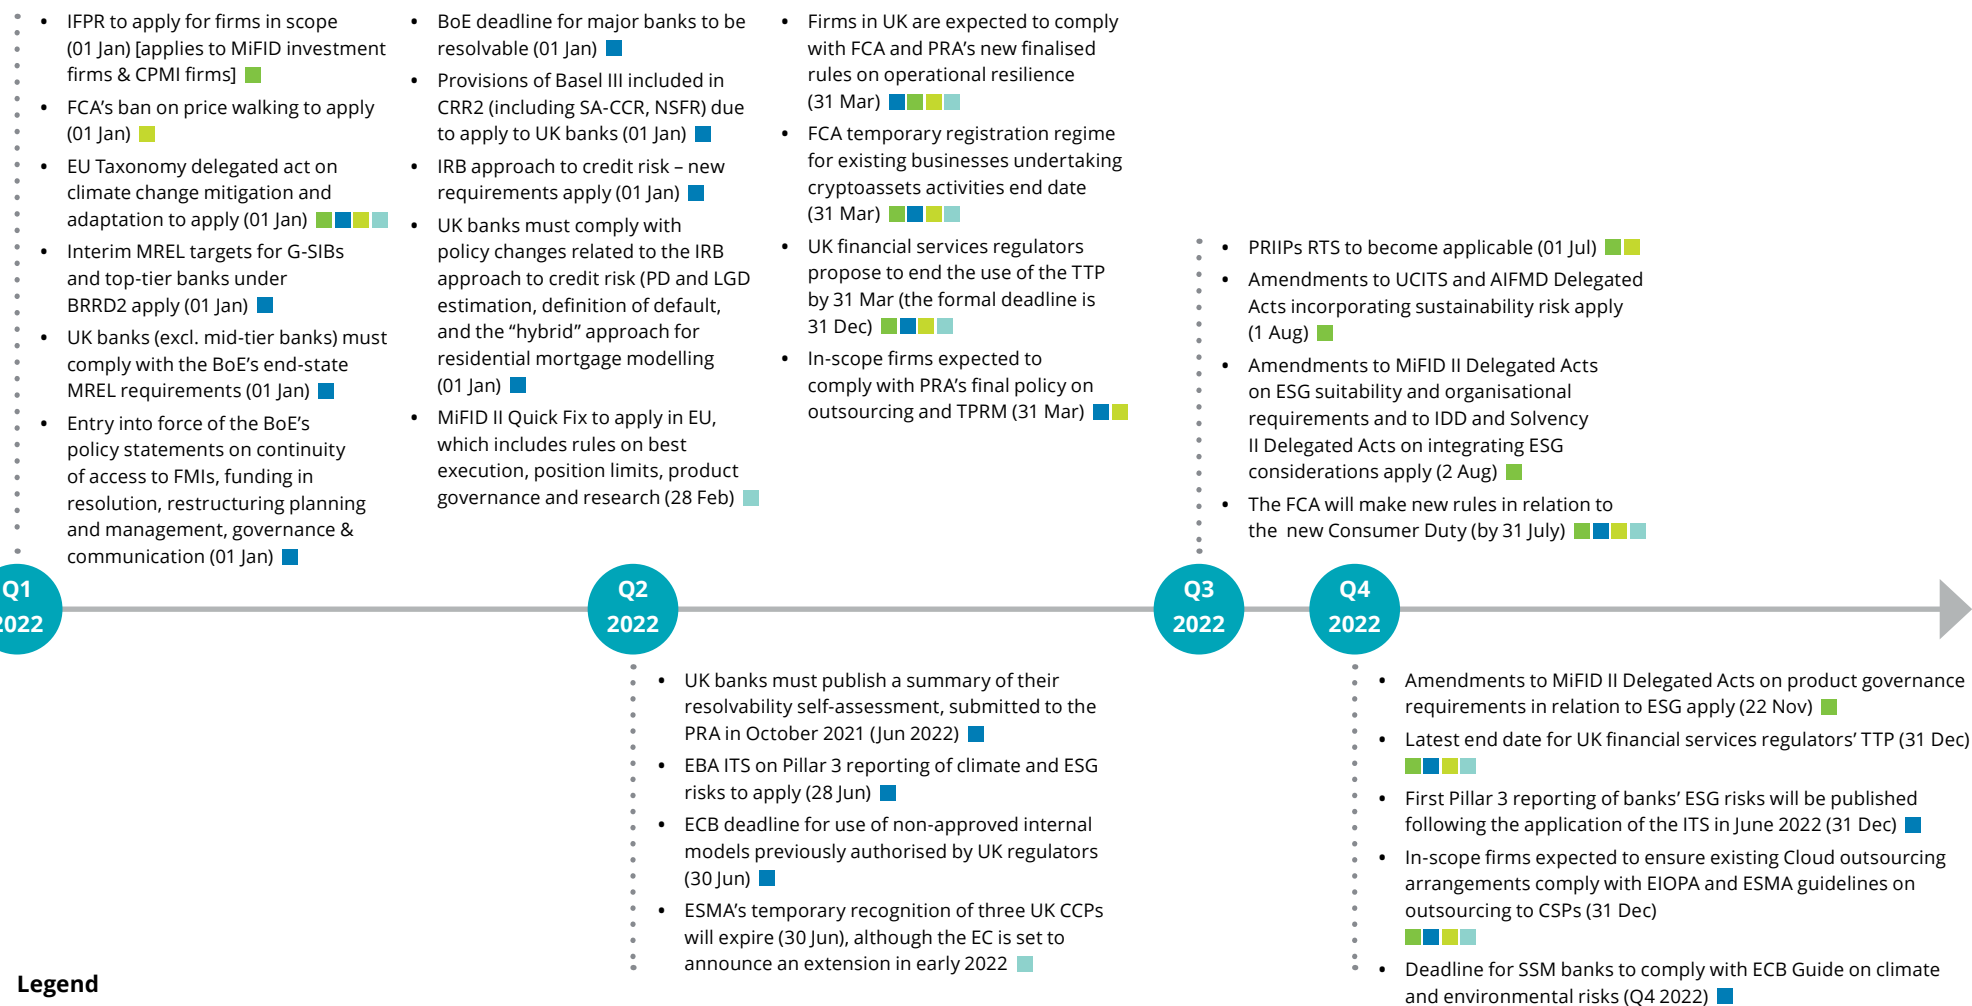 • IFPR to apply for firms in scope
(01 Jan) [applies to MiFID investment
firms & CPMI firms]
• FCA's ban on price walking to apply
(01 Jan)
• EU Taxonomy delegated act on
climate change mitigation and
adaptation to apply (01 Jan)
• Interim MREL targets for G-SIBs
and top-tier banks under
BRRD2 apply (01 Jan)
• UK banks (excl. mid-tier banks) must
comply with the BoE's end-state
MREL requirements (01 Jan)
• Entry into force of the BoE's
policy statements on continuity
of access to FMIs, funding in
resolution, restructuring planning
and management, governance &
communication (01 Jan)
• BoE deadline for major banks to be
resolvable (01 Jan)
• Provisions of Basel III included in
CRR2 (including SA-CCR, NSFR) due
to apply to UK banks (01 Jan)
• IRB approach to credit risk – new
requirements apply (01 Jan)
• UK banks must comply with
policy changes related to the IRB
approach to credit risk (PD and LGD
estimation, definition of default,
and the “hybrid” approach for
residential mortgage modelling
(01 Jan)
• MiFID II Quick Fix to apply in EU,
which includes rules on best
execution, position limits, product
governance and research (28 Feb)
• Firms in UK are expected to comply
with FCA and PRA's new finalised
rules on operational resilience
(31 Mar)
• FCA temporary registration regime
for existing businesses undertaking
cryptoassets activities end date
(31 Mar)
• UK financial services regulators
propose to end the use of the TTP
by 31 Mar (the formal deadline is
31 Dec)
• In-scope firms expected to
comply with PRA's final policy on
outsourcing and TPRM (31 Mar)
• PRIIPs RTS to become applicable (01 Jul)
• Amendments to UCITS and AIFMD Delegated
Acts incorporating sustainability risk apply
(1 Aug)
• Amendments to MiFID II Delegated Acts
on ESG suitability and organisational
requirements and to IDD and Solvency
II Delegated Acts on integrating ESG
considerations apply (2 Aug)
• The FCA will make new rules in relation to
the new Consumer Duty (by 31 July)
Q1
2022
Q2
2022
Q3
2022
Q4
2022
• UK banks must publish a summary of their
resolvability self-assessment, submitted to the
PRA in October 2021 (Jun 2022)
• EBA ITS on Pillar 3 reporting of climate and ESG
risks to apply (28 Jun)
• ECB deadline for use of non-approved internal
models previously authorised by UK regulators
(30 Jun)
• ESMA's temporary recognition of three UK CCPs
will expire (30 Jun), although the EC is set to
announce an extension in early 2022
• Amendments to MiFID II Delegated Acts on product governance
requirements in relation to ESG apply (22 Nov)
• Latest end date for UK financial services regulators' TTP (31 Dec)
• First Pillar 3 reporting of banks' ESG risks will be published
following the application of the ITS in June 2022 (31 Dec)
• In-scope firms expected to ensure existing Cloud outsourcing
arrangements comply with EIOPA and ESMA guidelines on
outsourcing to CSPs (31 Dec)
• Deadline for SSM banks to comply with ECB Guide on climate
and environmental risks (Q4 2022)
Legend